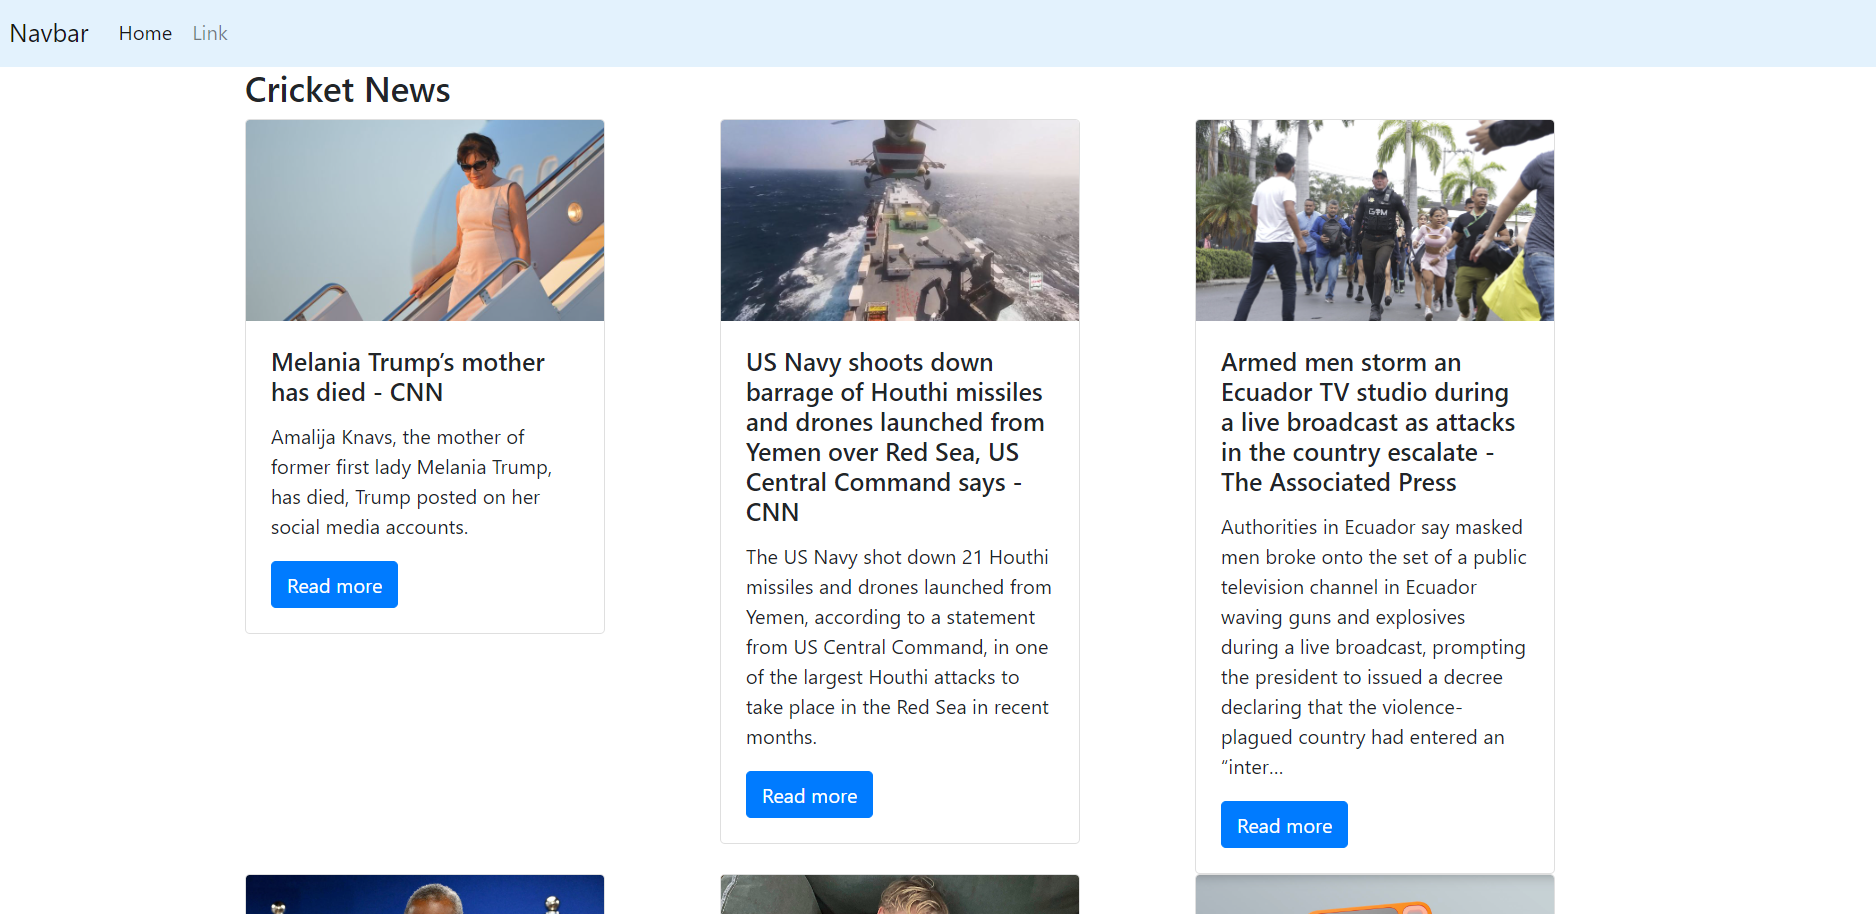 Navbar Home Link
Cricket News
Melania Trump’s mother
has died - CNN
Amalija Knavs, the mother of
former first lady Melania Trump,
has died, Trump posted on her
social media accounts.
Read more
US Navy shoots down
barrage of Houthi missiles
and drones launched from
Yemen over Red Sea, US
Central Command says -
CNN
The US Navy shot down 21 Houthi
missiles and drones launched from
Yemen, according to a statement
from US Central Command, in one
of the largest Houthi attacks to
take place in the Red Sea in recent
months.
Read more
Armed men storm an
Ecuador TV studio during
a live broadcast as attacks
in the country escalate -
The Associated Press
Authorities in Ecuador say masked
men broke onto the set of a public
television channel in Ecuador
waving guns and explosives
during a live broadcast, prompting
the president to issued a decree
declaring that the violence-
plagued country had entered an
“inter…
Read more